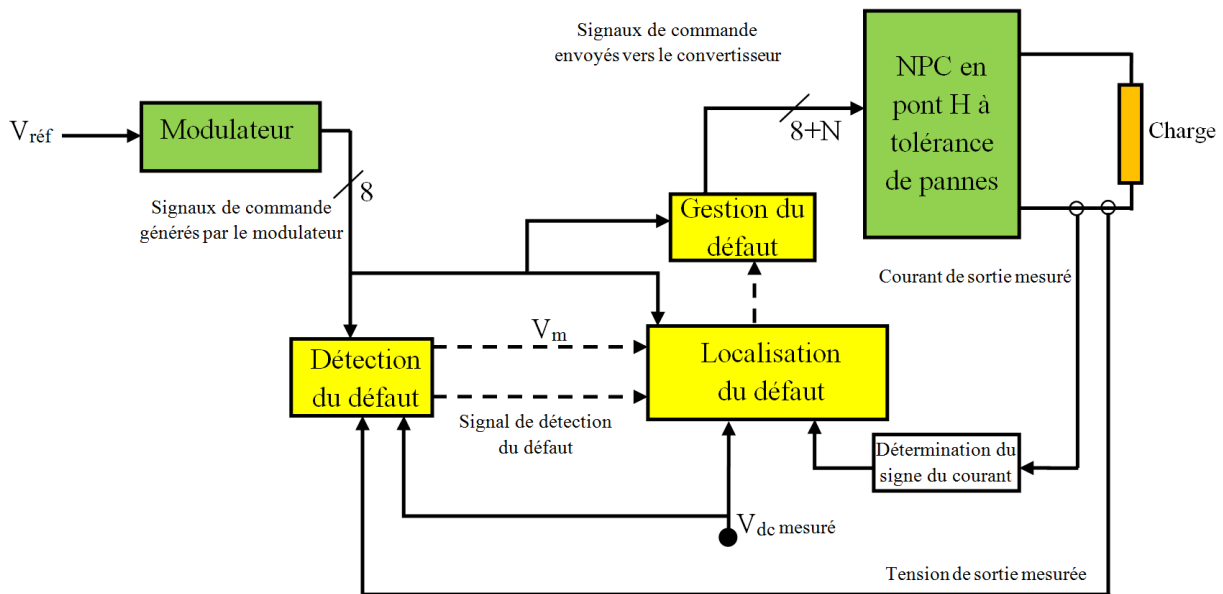 Signaux de commande
envoyés vers le convertisseur
NPC en
pont H à
tolérance
de pannes
Charge
8+N
Vréf
Modulateur
8
Signaux de commande
générés par le modulateur
Gestion du
défaut
Courant de sortie mesuré
Vm
Détection
du défaut
Localisation
du défaut
Signal de détection
du défaut
Détermination du
signe du courant
Vdc mesuré
Tension de sortie mesurée